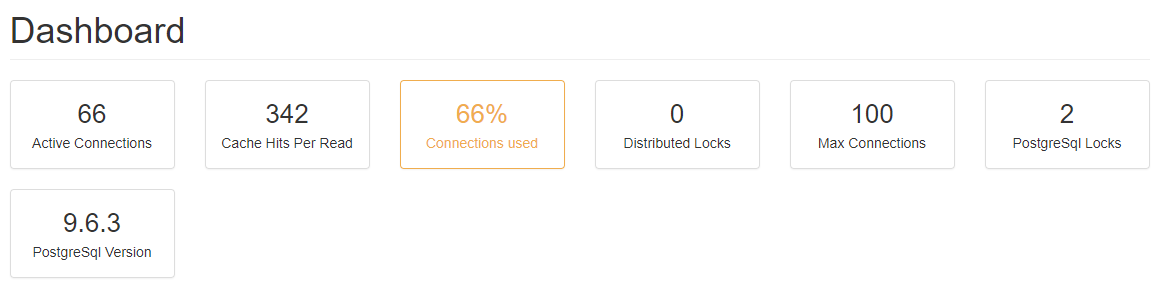 Dashboard
66
Active Connections
342
Cache Hits Per Read
66%
Connections used
0
Distributed Locks
100
Max Connections
2
PostgreSql Locks
9.6.3
PostgreSql Version